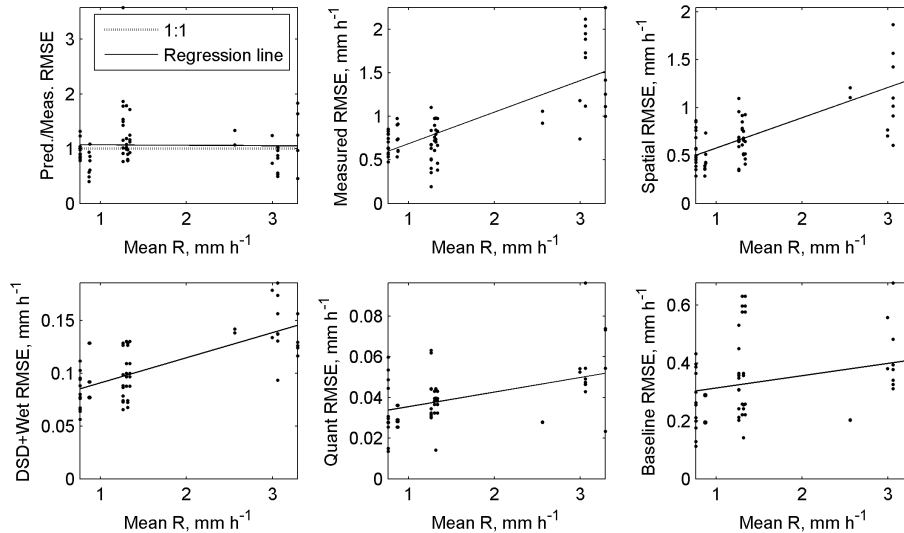 Pred./Meas. RMSE
3
2
1
0
1:1
Regression line
1 2 3
Mean R, mm h⁻¹
Measured RMSE, mm h⁻¹
2
1.5
1
0.5
0
1 2 3
Mean R, mm h⁻¹
Spatial RMSE, mm h⁻¹
2
1.5
1
0.5
0
1 2 3
Mean R, mm h⁻¹
DSD+Wet RMSE, mm h⁻¹
0.15
0.1
0.05
0
1 2 3
Mean R, mm h⁻¹
Quant RMSE, mm h⁻¹
0.08
0.06
0.04
0.02
0
1 2 3
Mean R, mm h⁻¹
Baseline RMSE, mm h⁻¹
0.6
0.4
0.2
0
1 2 3
Mean R, mm h⁻¹